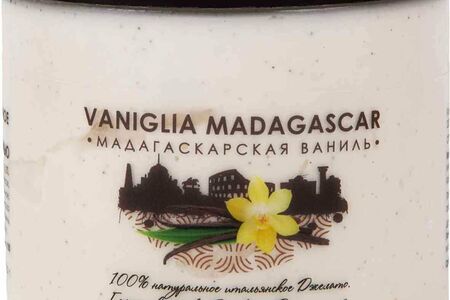 VANIGLIA MADAGASCAR
•МАДАГАСКАРСКАЯ ВАНИЛЬ•
100% натуральное итальянское Джелато.